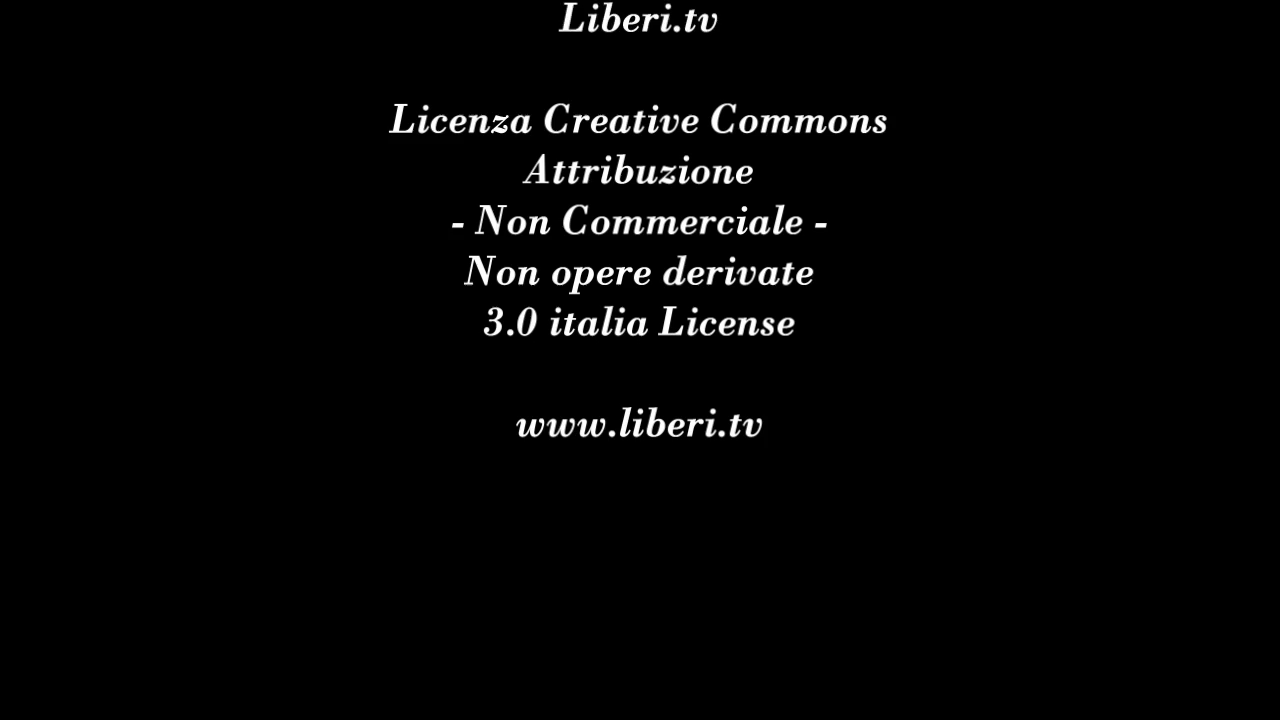 Liberi.tv
Licenza Creative Commons
Attribuzione
- Non Commerciale -
Non opere derivate
3.0 italia License
www.liberi.tv